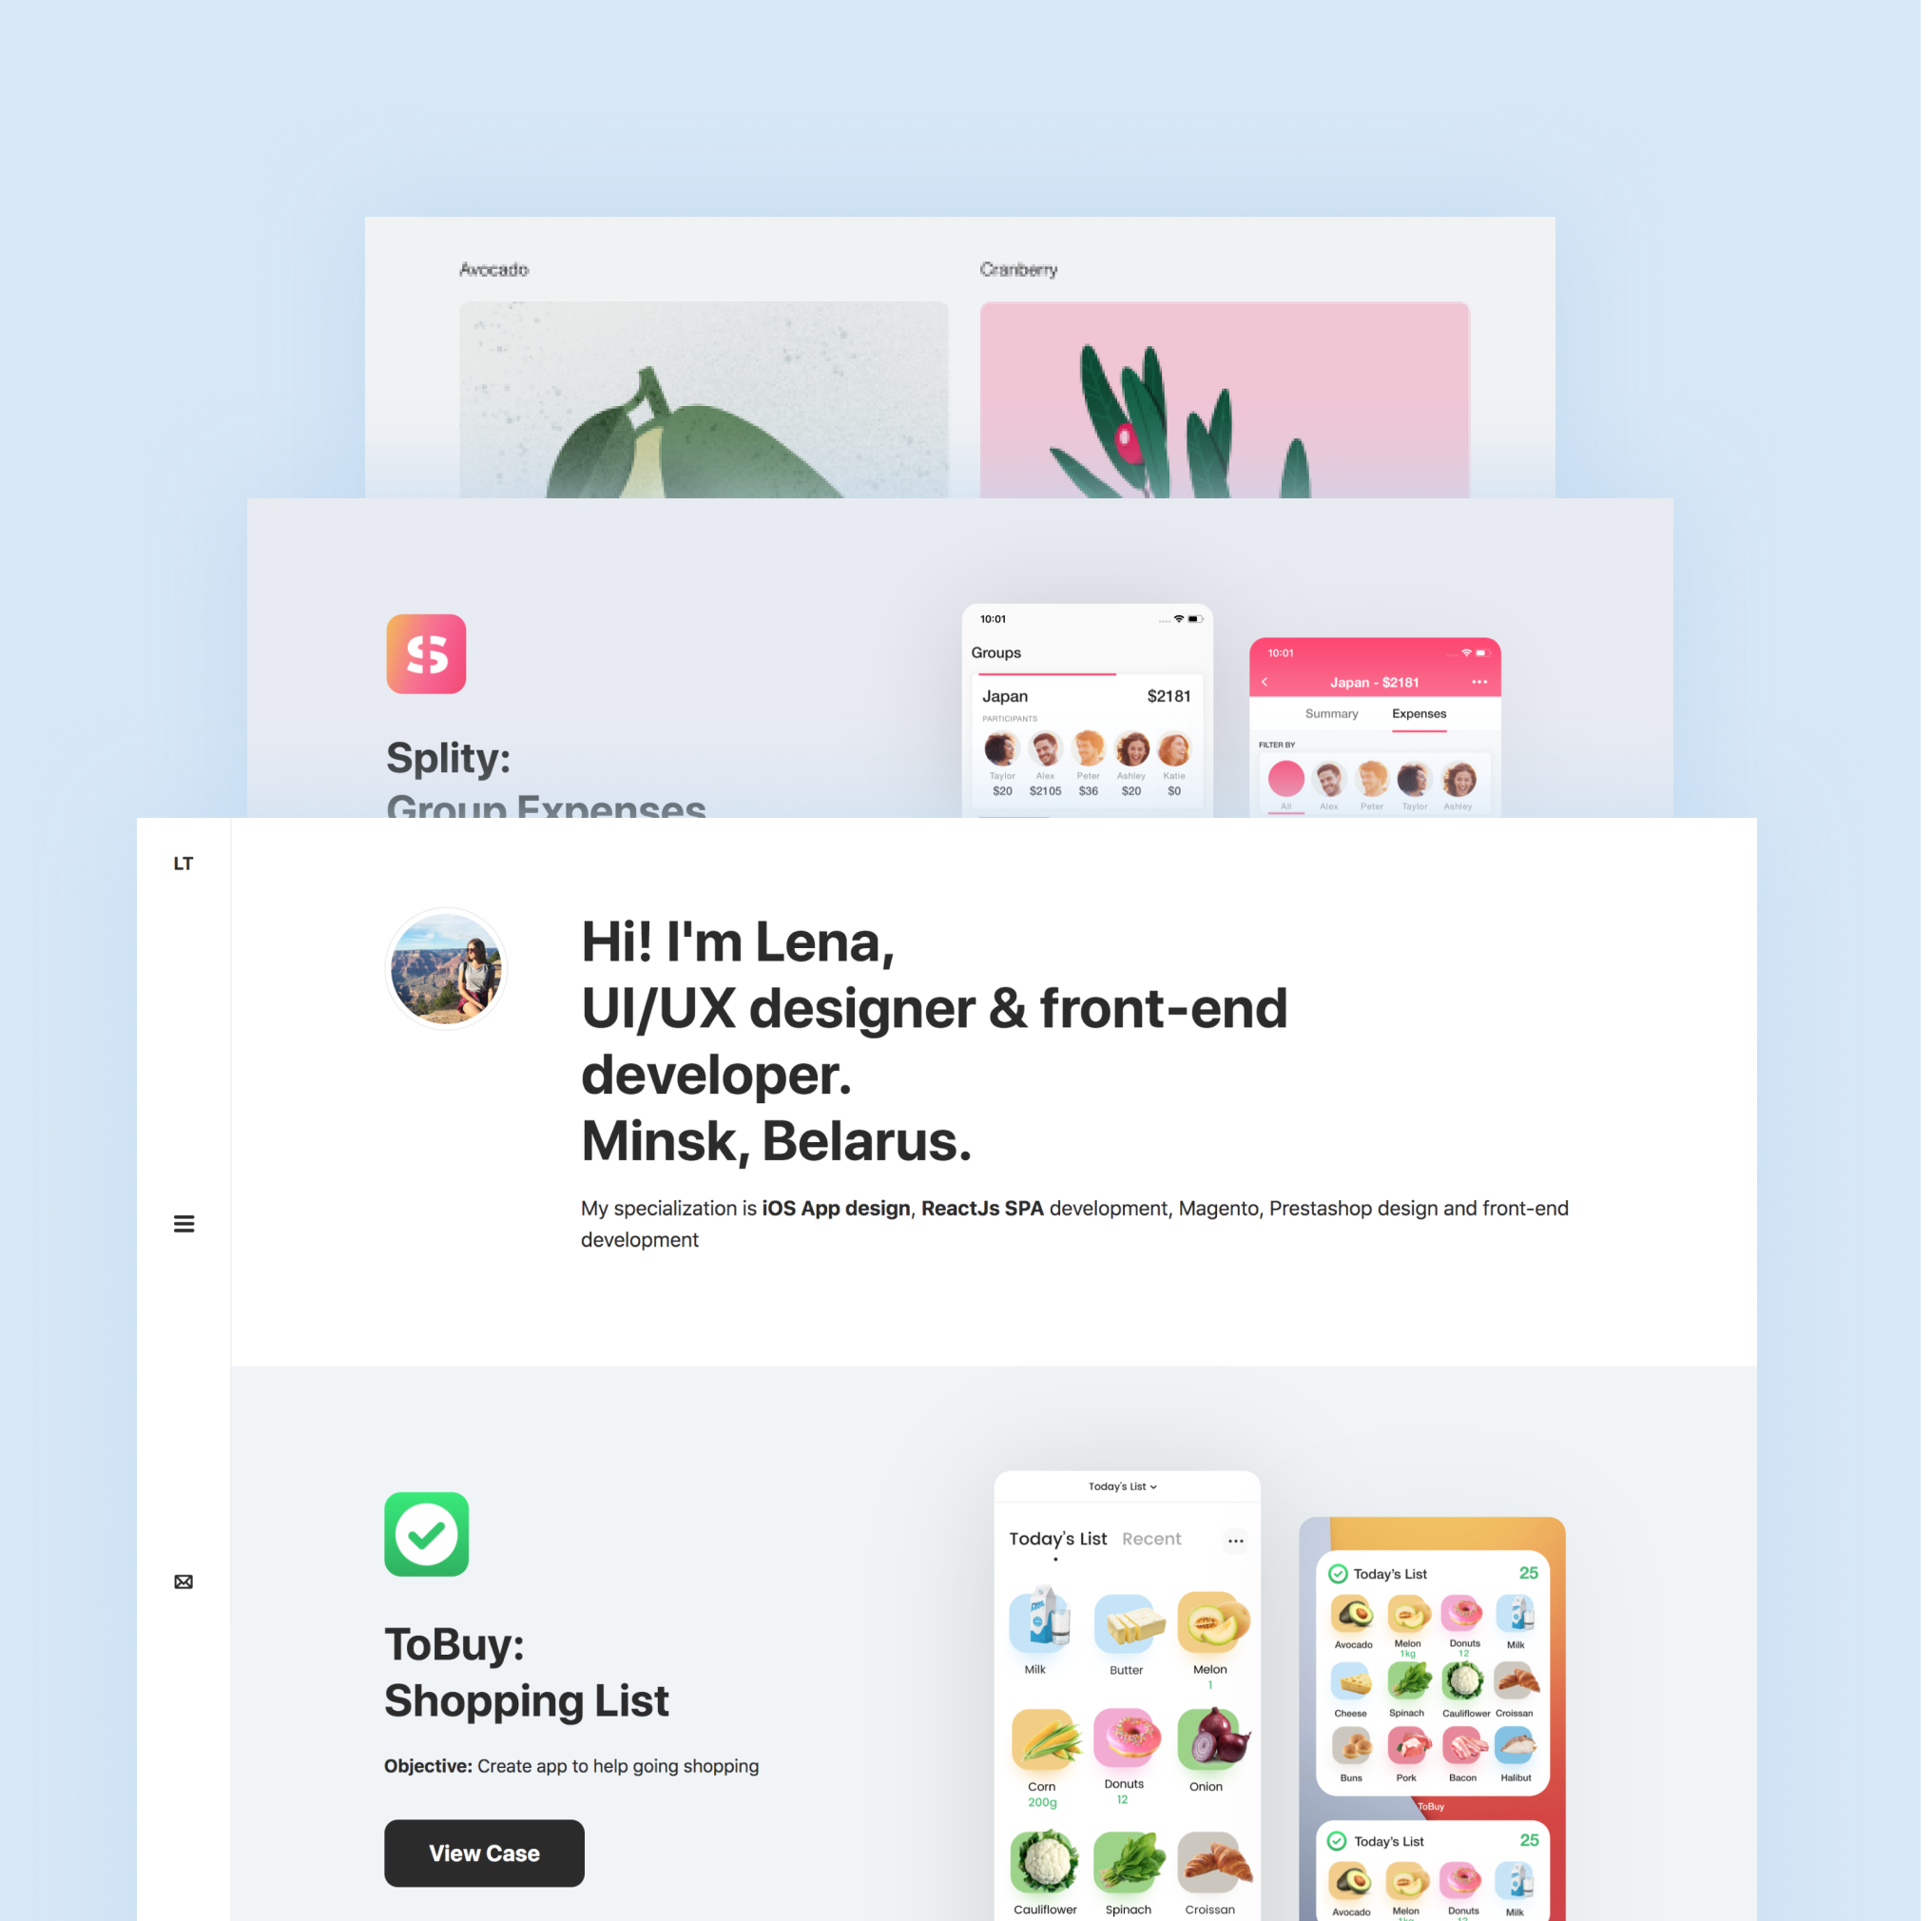 Avocado
Cranberry
Splity:
Group Expenses
10:01
Groups
Japan $2181
PARTICIPANTS
Taylor Alex Peter Ashley Katie
$20 $2105 $36 $20 $0
10:01
Japan - $2181
Summary Expenses
FILTER BY
All Alex Peter Taylor Ashley
LT
Hi! I'm Lena,
UI/UX designer & front-end
developer.
Minsk, Belarus.
My specialization is iOS App design, ReactJs SPA development, Magento, Prestashop design and front-end
development
ToBuy:
Shopping List
Objective: Create app to help going shopping
View Case
Today's List
Today's List Recent
Milk Butter Melon
1
Corn Donuts Onion
200g 12
Cauliflower Spinach Croissan
Today's List 25
Avocado Melon Donuts Milk
1kg 12
Cheese Spinach Cauliflower Croissan
Buns Pork Bacon Halibut
ToBuy
Today's List 25
Avocado Melon Donuts Milk
1kg 12